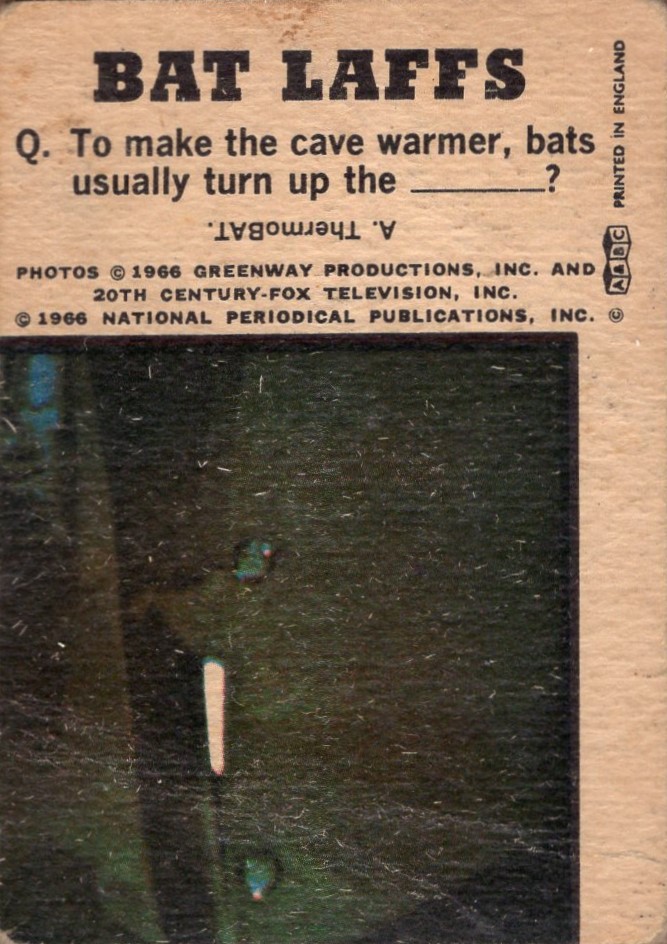 BAT LAFFS
Q. To make the cave warmer, bats
usually turn up the ________?
A. ThermoBAT.
PHOTOS © 1966 GREENWAY PRODUCTIONS, INC. AND
20TH CENTURY-FOX TELEVISION, INC.
© 1966 NATIONAL PERIODICAL PUBLICATIONS, INC.
© A&BC PRINTED IN ENGLAND